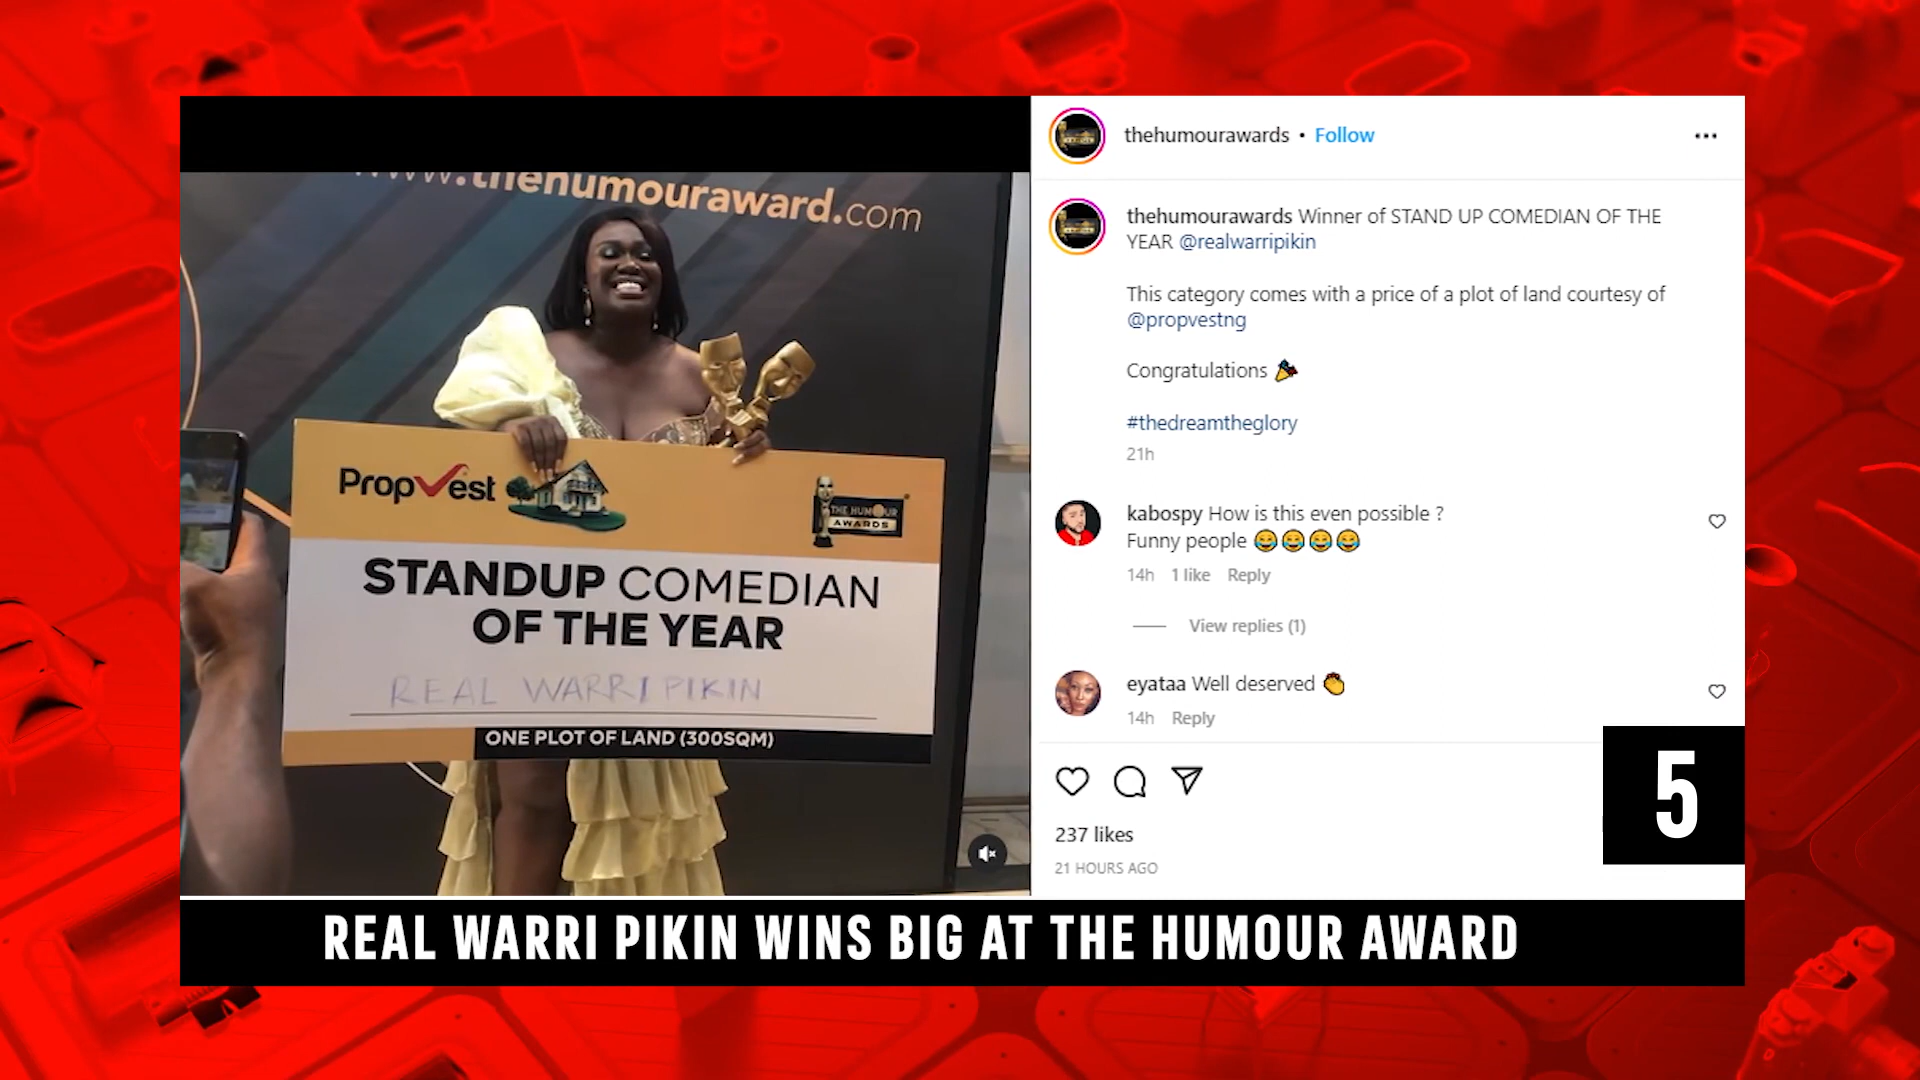 www.thehumouraward.com
PropVest
THE HUMOUR
AWARDS
STANDUP COMEDIAN
OF THE YEAR
REAL WARRI PIKIN
ONE PLOT OF LAND (300SQM)
thehumourawards • Follow
thehumourawards Winner of STAND UP COMEDIAN OF THE
YEAR @realwarripikin
This category comes with a price of a plot of land courtesy of
@propvestng
Congratulations 🎉
#thedreamtheglory
21h
kabospy How is this even possible ?
Funny people 😂😂😂😂
14h 1 like Reply
View replies (1)
eyataa Well deserved 👏
14h Reply
237 likes
21 HOURS AGO
5
REAL WARRI PIKIN WINS BIG AT THE HUMOUR AWARD